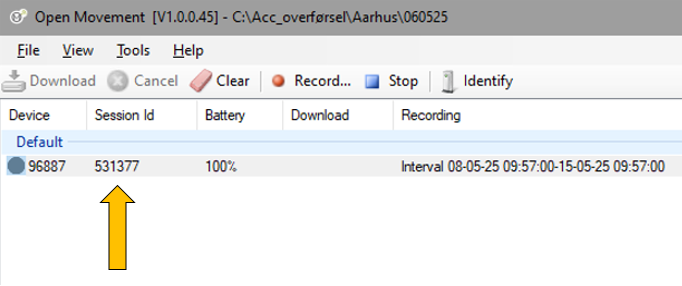 Open Movement [V1.0.0.45] - C:\Acc_overførsel\Aarhus\060525
File View Tools Help
Download Cancel Clear Record... Stop Identify
Device Session Id Battery Download Recording
Default
96887 531377 100% Interval 08-05-25 09:57:00-15-05-25 09:57:00